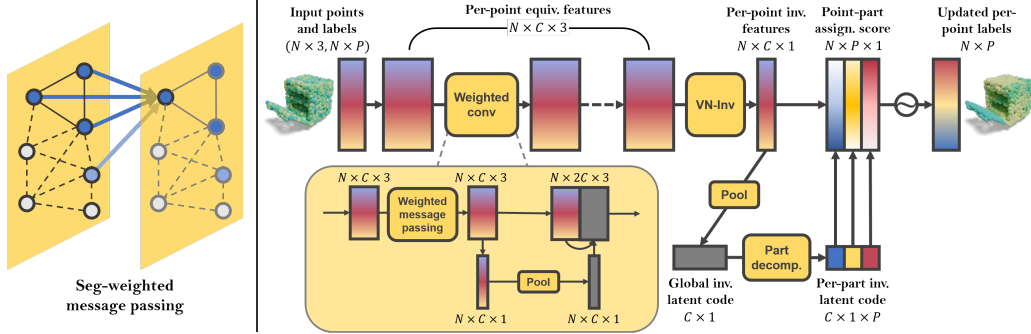 Seg-weighted
message passing
Input points
and labels
(N × 3, N × P)
Per-point equiv. features
N × C × 3
Per-point inv.
features
N × C × 1
Point-part
assign. score
N × P × 1
Updated per-
point labels
N × P
Weighted
conv
VN-Inv
N × C × 3
Weighted
message
passing
N × C × 3
N × 2C × 3
Pool
N × C × 1
N × C × 1
Pool
Part
decomp.
Global inv.
latent code
C × 1
Per-part inv.
latent code
C × 1 × P